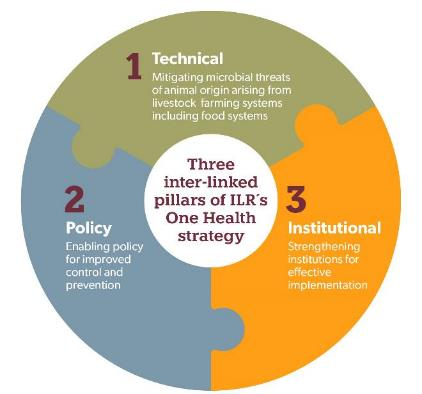 1 Technical
Mitigating microbial threats
of animal origin arising from
livestock farming systems
including food systems
Three
inter-linked
pillars of ILR´s
One Health
strategy
2
Policy
Enabling policy
for improved
control and
prevention
3
Institutional
Strengthening
institutions for
effective
implementation